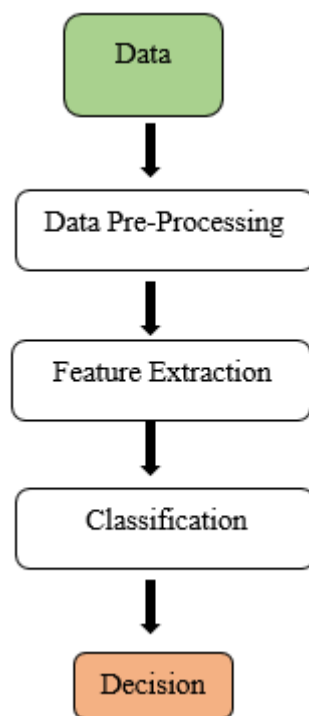 Data
Data Pre-Processing
Feature Extraction
Classification
Decision